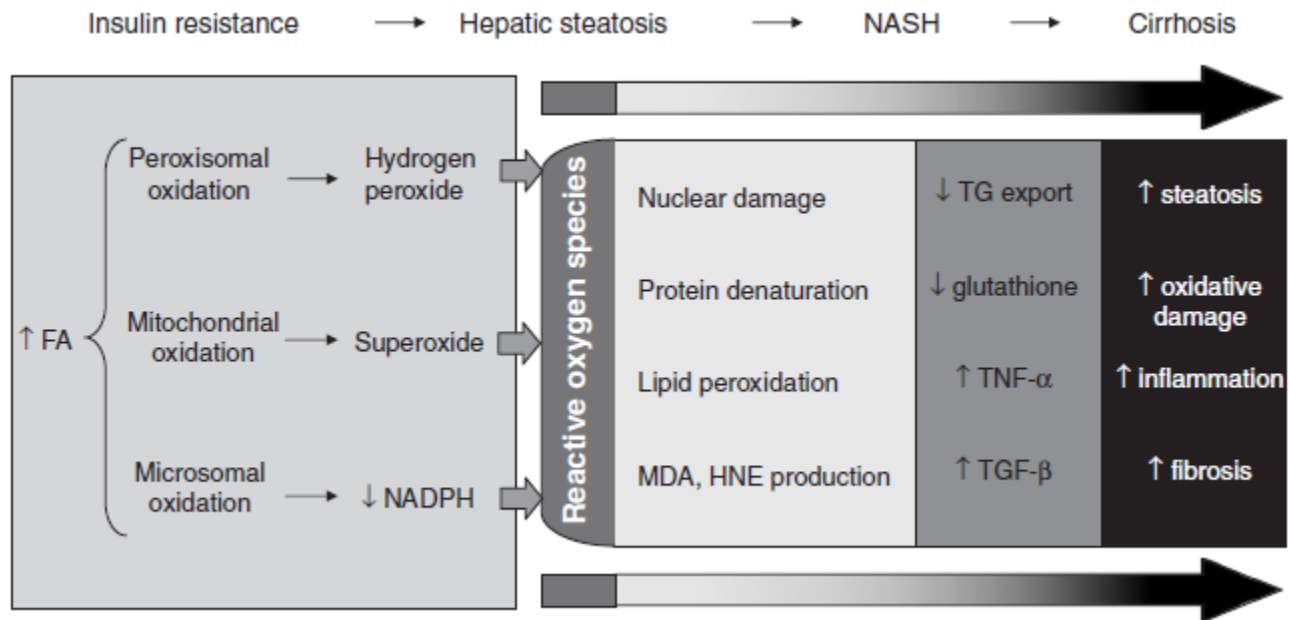 Insulin resistance → Hepatic steatosis → NASH → Cirrhosis
↑ FA
Peroxisomal
oxidation
→
Hydrogen
peroxide
Mitochondrial
oxidation
→
Superoxide
Microsomal
oxidation
→
↓ NADPH
Reactive oxygen species
Nuclear damage
Protein denaturation
Lipid peroxidation
MDA, HNE production
↓ TG export
↓ glutathione
↑ TNF-α
↑ TGF-β
↑ steatosis
↑ oxidative
damage
↑ inflammation
↑ fibrosis